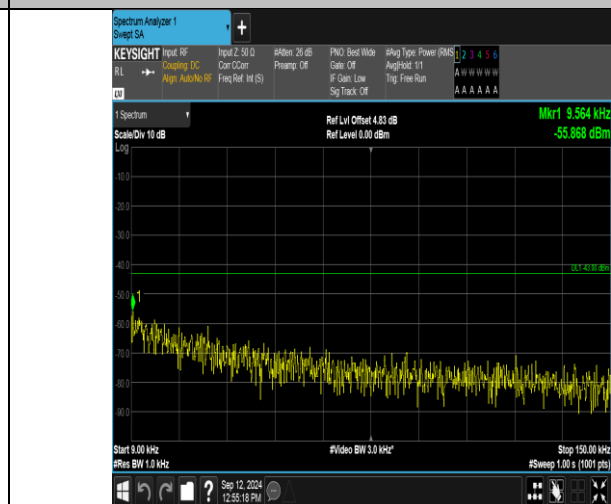 Spectrum Analyzer 1
Swept SA
+
KEYSIGHT
RL
Input: RF
Coupling: DC
Align: Auto/No RF
Input Z: 50 Ω
Corr CCorr
Freq Ref: Int (S)
#Atten: 26 dB
Preamp: Off
PNO: Best Wide
Gate: Off
IF Gain: Low
Sig Track: Off
#Avg Type: Power (RMS
Avg|Hold: 1/1
Trig: Free Run
1 2 3 4 5 6
A W W W W W
A A A A A A
LXI
1 Spectrum
Scale/Div 10 dB
Log
Ref Lvl Offset 4.83 dB
Ref Level 0.00 dBm
Mkr1 9.564 kHz
-55.868 dBm
-10.0
-20.0
-30.0
-40.0
DL1 -43.00 dBm
-50.0
1
-60.0
-70.0
-80.0
-90.0
Start 9.00 kHz
#Res BW 1.0 kHz
#Video BW 3.0 kHz*
Stop 150.00 kHz
#Sweep 1.00 s (1001 pts)
?
Sep 12, 2024
12:55:18 PM